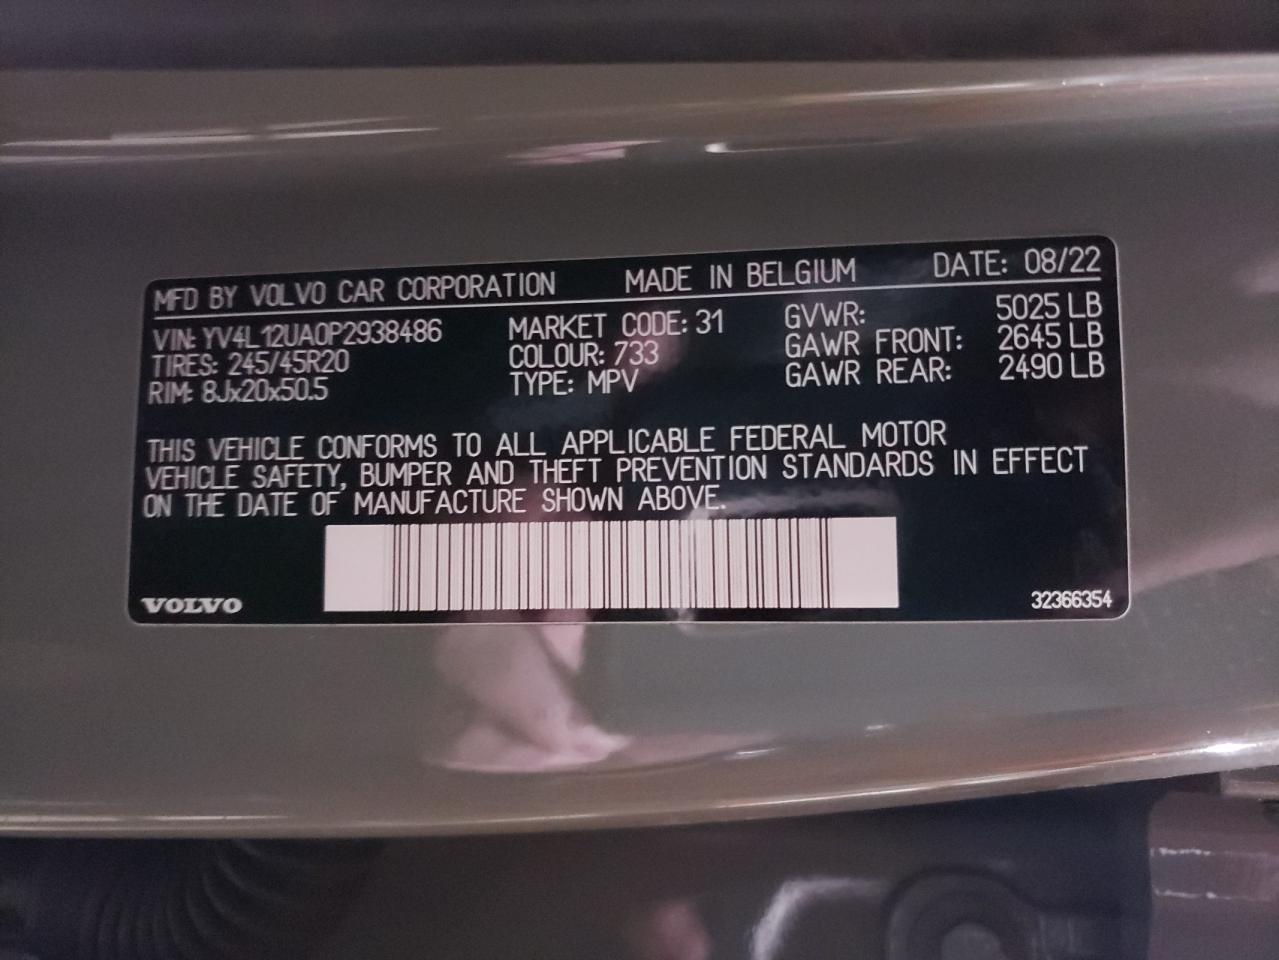 MFD BY VOLVO CAR CORPORATION MADE IN BELGIUM DATE: 08/22
VIN: YV4L12UA0P2938486 MARKET CODE: 31 GVWR: 5025 LB
TIRES: 245/45R20 COLOUR: 733 GAWR FRONT: 2645 LB
RIM: 8Jx20x50.5 TYPE: MPV GAWR REAR: 2490 LB
THIS VEHICLE CONFORMS TO ALL APPLICABLE FEDERAL MOTOR
VEHICLE SAFETY, BUMPER AND THEFT PREVENTION STANDARDS IN EFFECT
ON THE DATE OF MANUFACTURE SHOWN ABOVE.
VOLVO 32366354